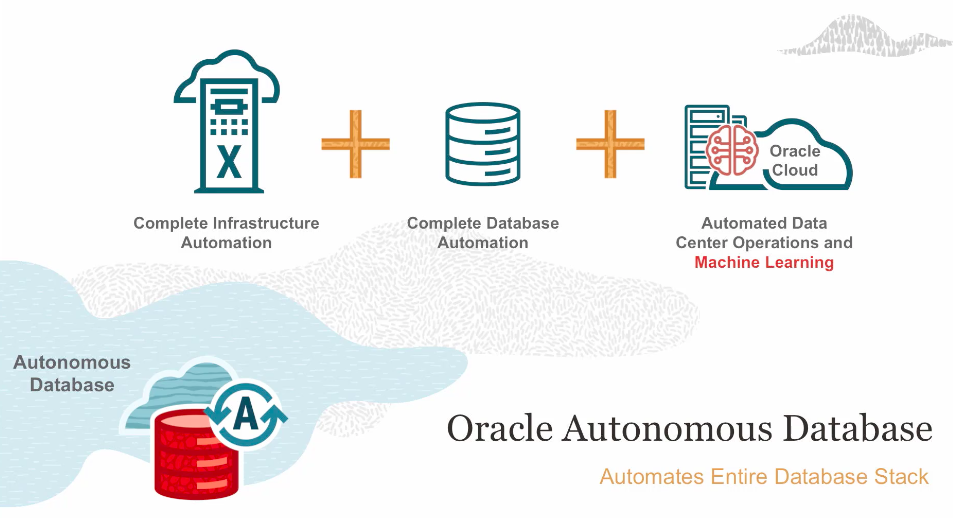 X
Oracle
Cloud
Complete Infrastructure
Automation
Complete Database
Automation
Automated Data
Center Operations and
Machine Learning
Autonomous
Database
A
Oracle Autonomous Database
Automates Entire Database Stack